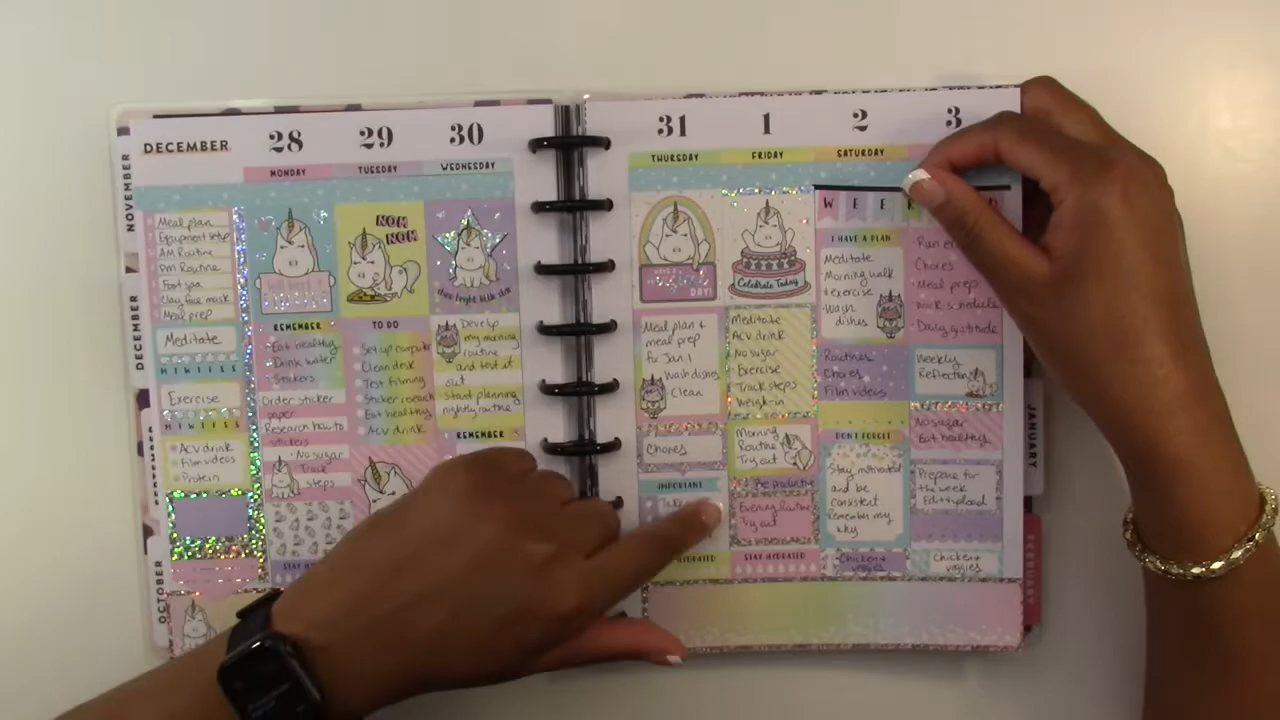 NOVEMBER
DECEMBER
OCTOBER
JANUARY
FEBRUARY
DECEMBER
28
29
30
MONDAY
TUESDAY
WEDNESDAY
Meal plan
Equipment setup
AM Routine
PM Routine
Foot spa
Clay face mask
Meal prep
Meditate
M T W T F S S
Exercise
M T W T F S S
ACV drink
Film videos
Protein
REMEMBER
Eat healthy
Drink water
Stickers
Order sticker
paper
Research how to
stickers
No sugar
Track
steps
NOM
NOM
TO DO
Set up computer
Clean desk
Test filming
Sticker research
Eat healthy
ACV drink
Develop
my morning
routine
and test it
out
Start planning
nightly routine
REMEMBER
31
1
2
3
THURSDAY
FRIDAY
SATURDAY
DAY!
Meal plan &
meal prep
for Jan 1
Wash dishes
Clean
Chores
IMPORTANT
Celebrate Today
Meditate
ACV drink
No sugar
Exercise
Track steps
Weigh-in
Morning
Routine
Try out
Be productive
Evening Routine
Try out
STAY HYDRATED
I HAVE A PLAN
Meditate
Morning walk
& exercise
Wash
dishes
Routines
Chores
Film videos
DON'T FORGET
Stay motivated
and be
consistent
Remember my
why
Chicken &
veggies
Chores
Meal prep
Work schedule
Daily gratitude
Weekly
Reflection
No sugar
Eat healthy
Prepare for
the week
Edit & upload
Chicken &
veggies